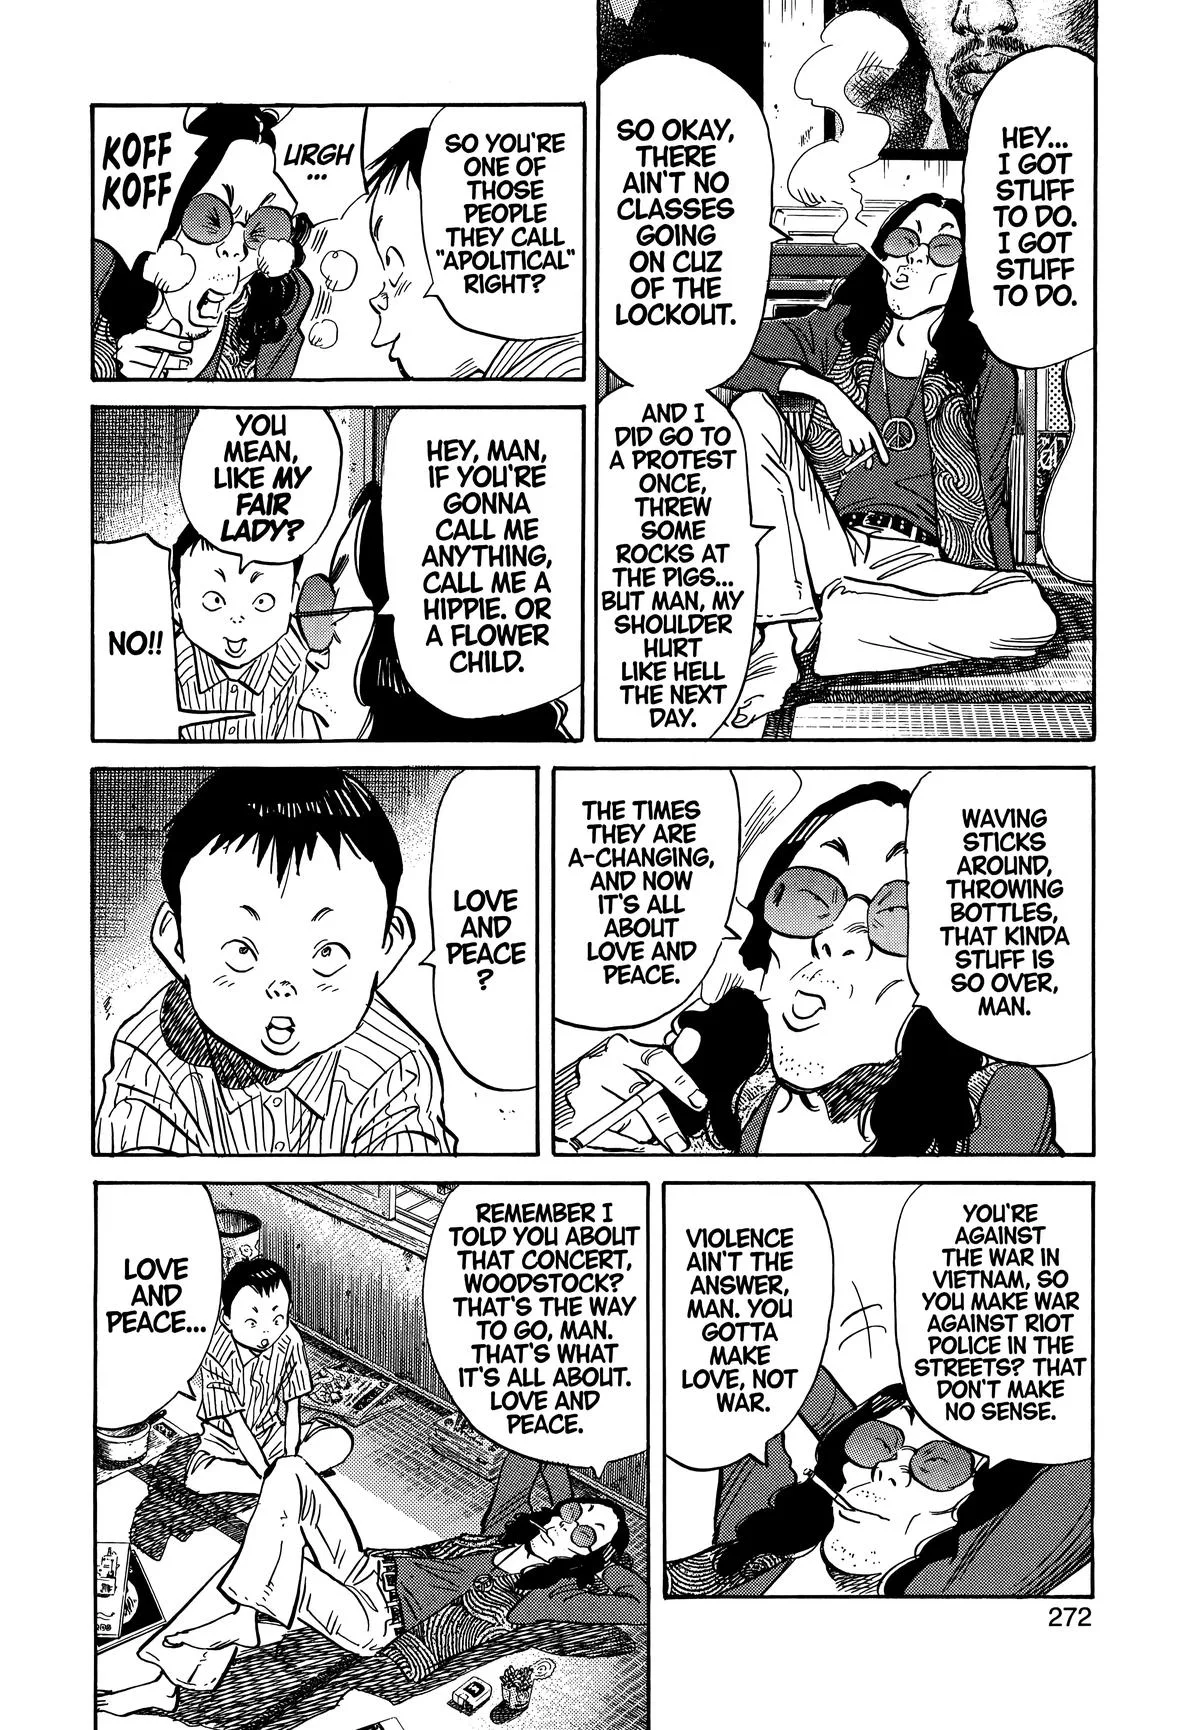 HEY...
I GOT
STUFF
TO DO.
I GOT
STUFF
TO DO.
SO OKAY,
THERE
AIN'T NO
CLASSES
GOING
ON CUZ
OF THE
LOCKOUT.
AND I
DID GO TO
A PROTEST
ONCE,
THREW
SOME
ROCKS AT
THE PIGS...
BUT MAN, MY
SHOULDER
HURT
LIKE HELL
THE NEXT
DAY.
SO YOU'RE
ONE OF
THOSE
PEOPLE
THEY CALL
"APOLITICAL"
RIGHT?
URGH
...
KOFF
KOFF
HEY, MAN,
IF YOU'RE
GONNA
CALL ME
ANYTHING,
CALL ME A
HIPPIE. OR
A FLOWER
CHILD.
YOU
MEAN,
LIKE MY
FAIR
LADY?
NO!!
WAVING
STICKS
AROUND,
THROWING
BOTTLES,
THAT KINDA
STUFF IS
SO OVER,
MAN.
THE TIMES
THEY ARE
A-CHANGING,
AND NOW
IT'S ALL
ABOUT
LOVE AND
PEACE.
LOVE
AND
PEACE
?
YOU'RE
AGAINST
THE WAR IN
VIETNAM, SO
YOU MAKE WAR
AGAINST RIOT
POLICE IN THE
STREETS? THAT
DON'T MAKE
NO SENSE.
VIOLENCE
AIN'T THE
ANSWER,
MAN. YOU
GOTTA
MAKE
LOVE, NOT
WAR.
REMEMBER I
TOLD YOU ABOUT
THAT CONCERT,
WOODSTOCK?
THAT'S THE WAY
TO GO, MAN.
THAT'S WHAT
IT'S ALL ABOUT.
LOVE AND
PEACE.
LOVE
AND
PEACE...
272